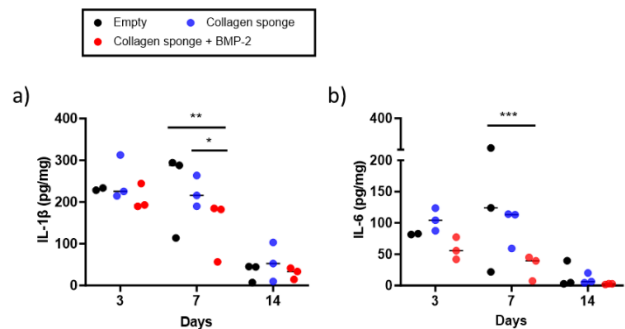 Empty
Collagen sponge
Collagen sponge + BMP-2
a)
b)
IL-1β (pg/mg)
400
300
200
100
0
**
*
3
7
14
Days
IL-6 (pg/mg)
400
200
150
100
50
0
***
3
7
14
Days